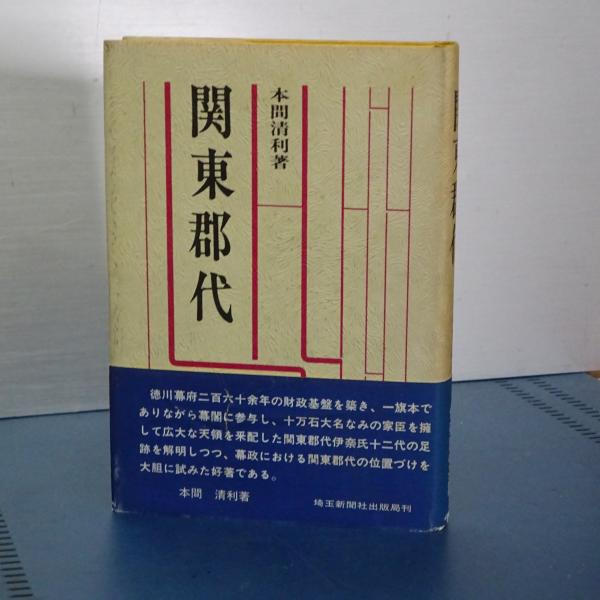 関東郡代
本間清利著
徳川幕府二百六十余年の財政基盤を築き、一旗本で
ありながら幕閣に参与し、十万石大名なみの家臣を擁
して広大な天領を采配した関東郡代伊奈氏十二代の足
跡を解明しつつ、幕政における関東郡代の位置づけを
大胆に試みた好著である。
本間　清利著
埼玉新聞社出版局刊
関東郡代